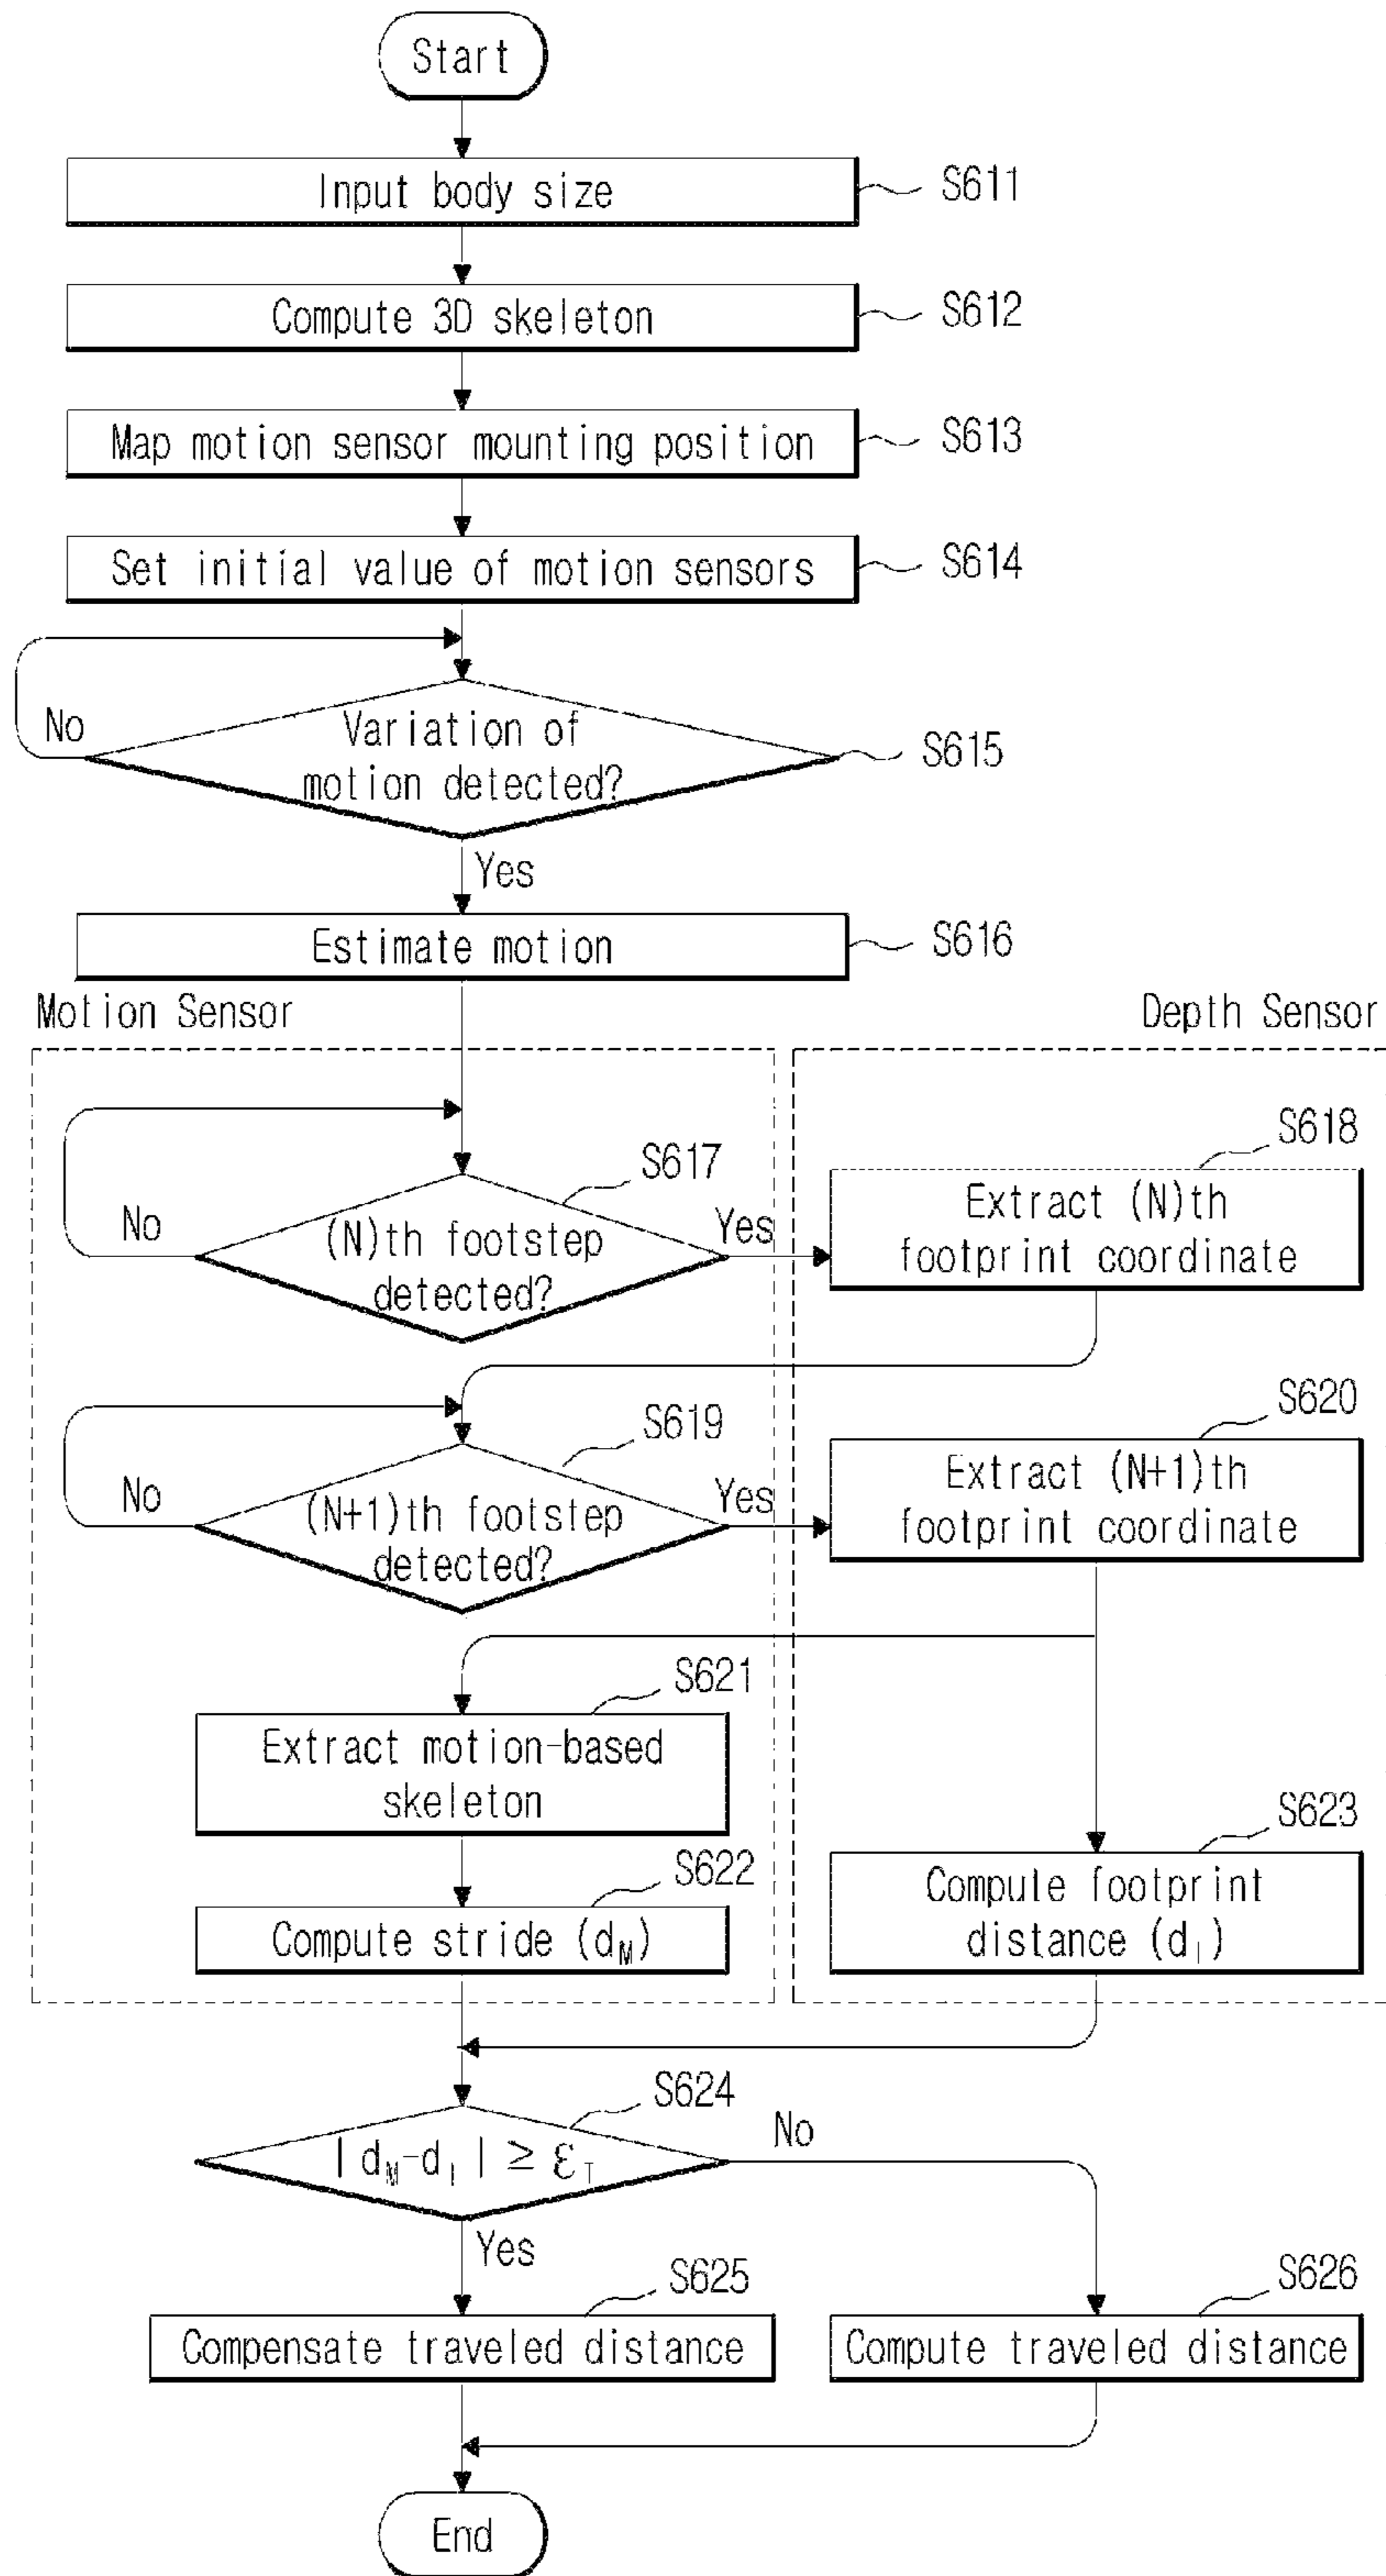 Start
Input body size
S611
Compute 3D skeleton
S612
Map motion sensor mounting position
S613
Set initial value of motion sensors
S614
No
Variation of
motion detected?
S615
Yes
Estimate motion
S616
Motion Sensor
Depth Sensor
S617
No
(N)th footstep
detected?
Yes
S618
Extract (N)th
footprint coordinate
S619
No
(N+1)th footstep
detected?
Yes
S620
Extract (N+1)th
footprint coordinate
S621
Extract motion-based
skeleton
S622
Compute stride (d_M)
S623
Compute footprint
distance (d_I)
S624
| d_M-d_I | ≥ ε_T
No
Yes
S625
Compensate traveled distance
S626
Compute traveled distance
End